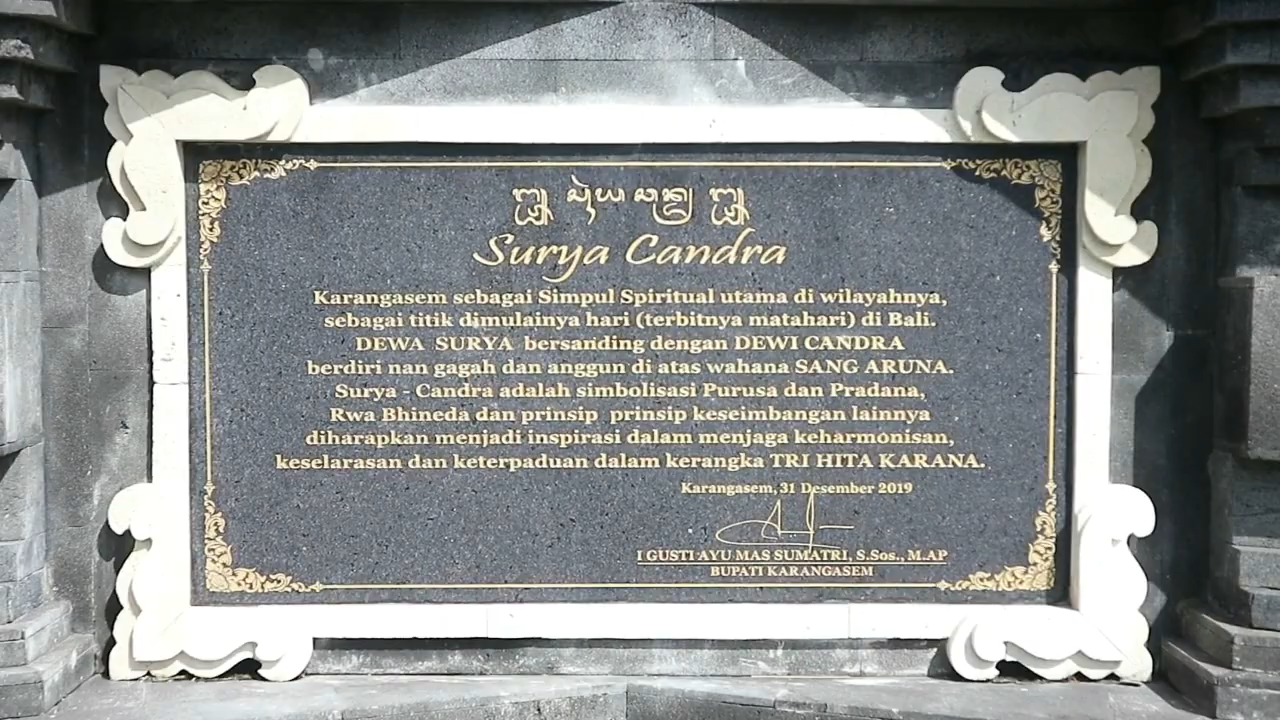 ᭚ ᬲᬹᬃᬬ ᬘᬦ᭄ᬤ᭄ᬭ ᭚
Surya Candra
Karangasem sebagai Simpul Spiritual utama di wilayahnya,
sebagai titik dimulainya hari (terbitnya matahari) di Bali.
DEWA SURYA bersanding dengan DEWI CANDRA
berdiri nan gagah dan anggun di atas wahana SANG ARUNA.
Surya - Candra adalah simbolisasi Purusa dan Pradana,
Rwa Bhineda dan prinsip prinsip keseimbangan lainnya
diharapkan menjadi inspirasi dalam menjaga keharmonisan,
keselarasan dan keterpaduan dalam kerangka TRI HITA KARANA.
Karangasem, 31 Desember 2019
I GUSTI AYU MAS SUMATRI, S.Sos., M.AP
BUPATI KARANGASEM